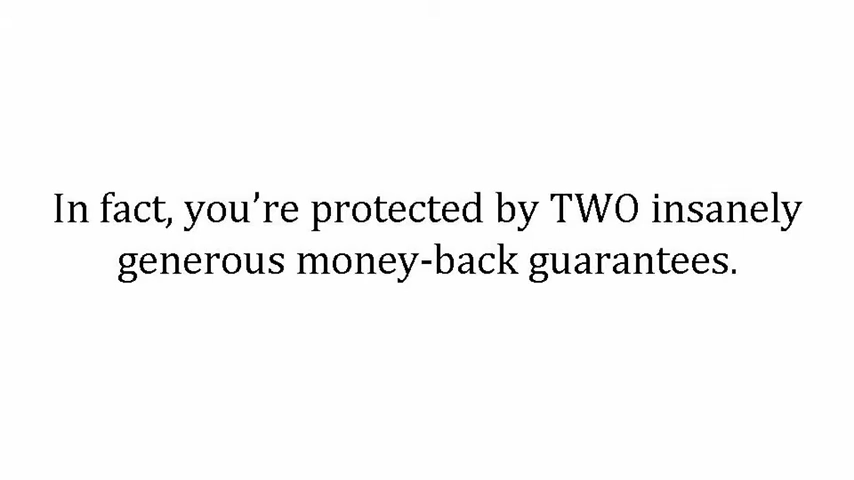 In fact, you’re protected by TWO insanely
generous money-back guarantees.